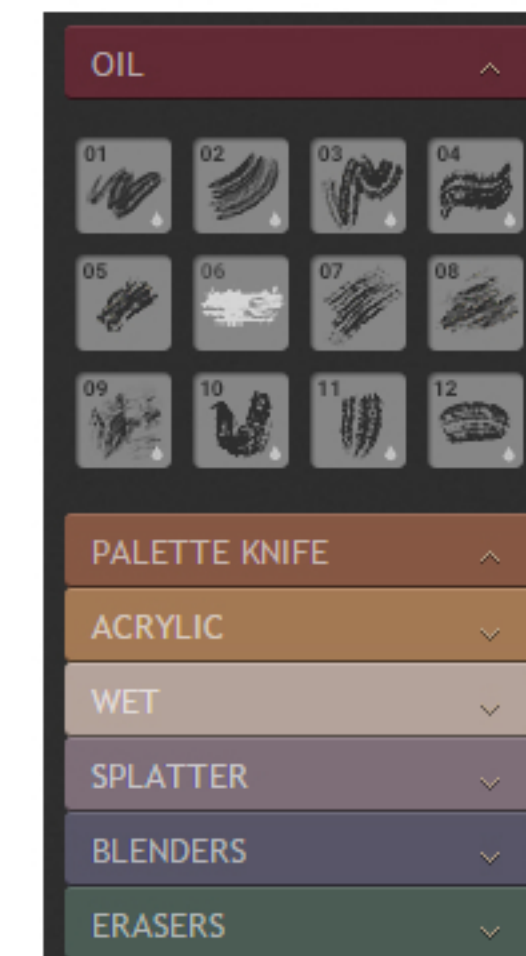 OIL
01 02 03 04
05 06 07 08
09 10 11 12
PALETTE KNIFE
ACRYLIC
WET
SPLATTER
BLENDERS
ERASERS